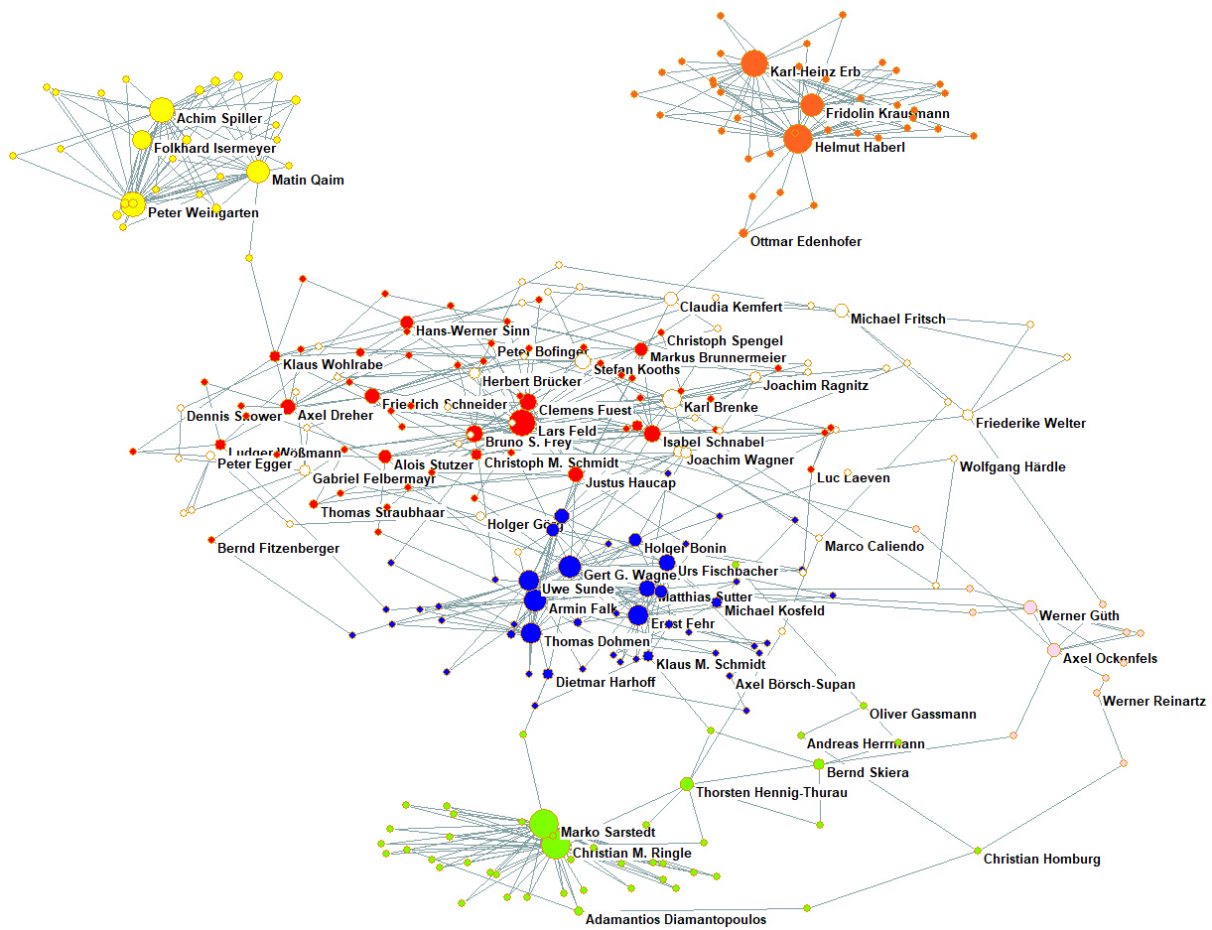 Karl-Heinz Erb
Fridolin Krausmann
Helmut Haberl
Achim Spiller
Folkhard Isermeyer
Matin Qaim
Peter Weingarten
Ottmar Edenhofer
Claudia Kemfert
Michael Fritsch
Hans-Werner Sinn
Christoph Spengel
Peter Bofinger
Markus Brunnermeier
Klaus Wohlrabe
Stefan Kooths
Herbert Brücker
Joachim Ragnitz
Friedrich Schneider
Karl Brenke
Dennis Snower
Axel Dreher
Clemens Fuest
Friederike Welter
Lars Feld
Bruno S. Frey
Isabel Schnabel
Ludger Wößmann
Peter Egger
Alois Stutzer
Christoph M. Schmidt
Joachim Wagner
Wolfgang Härdle
Gabriel Felbermayr
Justus Haucap
Luc Laeven
Thomas Straubhaar
Holger Görg
Bernd Fitzenberger
Holger Bonin
Marco Caliendo
Gert G. Wagner
Urs Fischbacher
Uwe Sunde
Matthias Sutter
Armin Falk
Michael Kosfeld
Werner Güth
Ernst Fehr
Thomas Dohmen
Axel Ockenfels
Klaus M. Schmidt
Dietmar Harhoff
Axel Börsch-Supan
Werner Reinartz
Oliver Gassmann
Andreas Herrmann
Bernd Skiera
Thorsten Hennig-Thurau
Marko Sarstedt
Christian M. Ringle
Christian Homburg
Adamantios Diamantopoulos